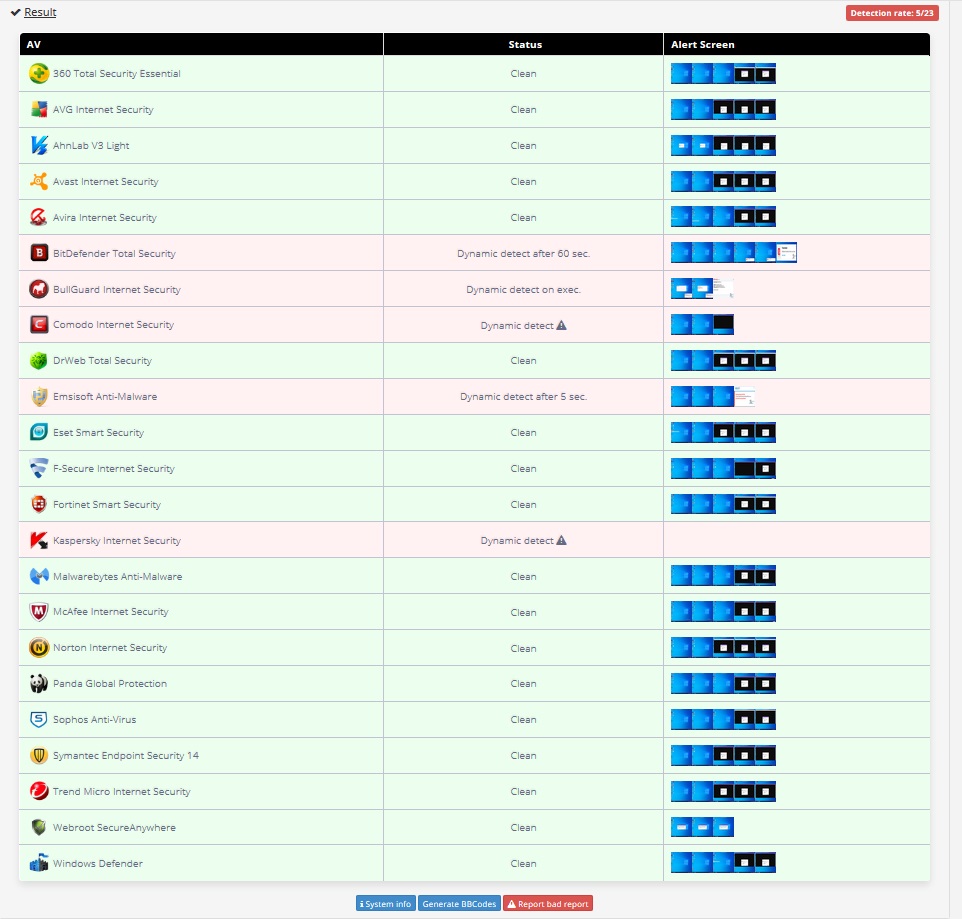 Result
Detection rate: 5/23
AV Status Alert Screen
360 Total Security Essential Clean
AVG Internet Security Clean
AhnLab V3 Light Clean
Avast Internet Security Clean
Avira Internet Security Clean
BitDefender Total Security Dynamic detect after 60 sec.
BullGuard Internet Security Dynamic detect on exec.
Comodo Internet Security Dynamic detect
DrWeb Total Security Clean
Emsisoft Anti-Malware Dynamic detect after 5 sec.
Eset Smart Security Clean
F-Secure Internet Security Clean
Fortinet Smart Security Clean
Kaspersky Internet Security Dynamic detect
Malwarebytes Anti-Malware Clean
McAfee Internet Security Clean
Norton Internet Security Clean
Panda Global Protection Clean
Sophos Anti-Virus Clean
Symantec Endpoint Security 14 Clean
Trend Micro Internet Security Clean
Webroot SecureAnywhere Clean
Windows Defender Clean
System info Generate BBCodes Report bad report